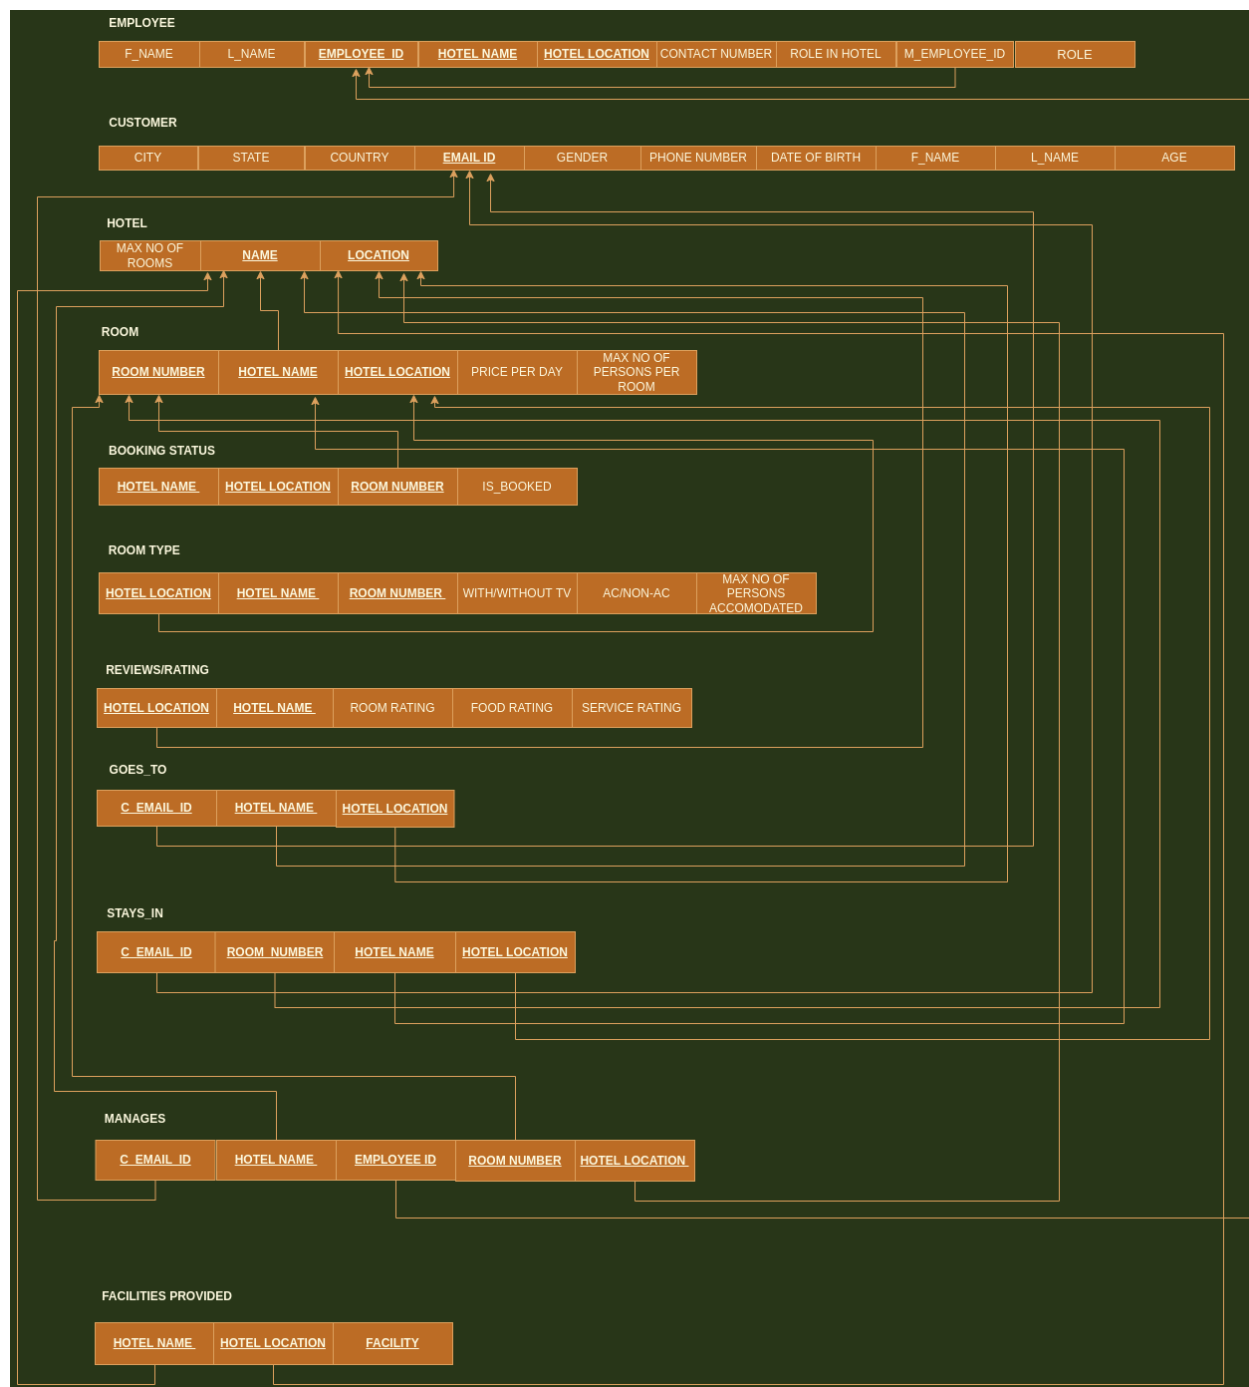 EMPLOYEE
F_NAME L_NAME EMPLOYEE_ID HOTEL NAME HOTEL LOCATION CONTACT NUMBER ROLE IN HOTEL M_EMPLOYEE_ID ROLE
CUSTOMER
CITY STATE COUNTRY EMAIL ID GENDER PHONE NUMBER DATE OF BIRTH F_NAME L_NAME AGE
HOTEL
MAX NO OF
ROOMS
NAME
LOCATION
ROOM
ROOM NUMBER HOTEL NAME HOTEL LOCATION PRICE PER DAY
MAX NO OF
PERSONS PER
ROOM
BOOKING STATUS
HOTEL NAME HOTEL LOCATION ROOM NUMBER IS_BOOKED
ROOM TYPE
HOTEL LOCATION HOTEL NAME ROOM NUMBER WITH/WITHOUT TV AC/NON-AC
MAX NO OF
PERSONS
ACCOMODATED
REVIEWS/RATING
HOTEL LOCATION HOTEL NAME ROOM RATING FOOD RATING SERVICE RATING
GOES_TO
C_EMAIL_ID HOTEL NAME HOTEL LOCATION
STAYS_IN
C_EMAIL_ID ROOM_NUMBER HOTEL NAME HOTEL LOCATION
MANAGES
C_EMAIL_ID HOTEL NAME EMPLOYEE ID ROOM NUMBER HOTEL LOCATION
FACILITIES PROVIDED
HOTEL NAME HOTEL LOCATION FACILITY